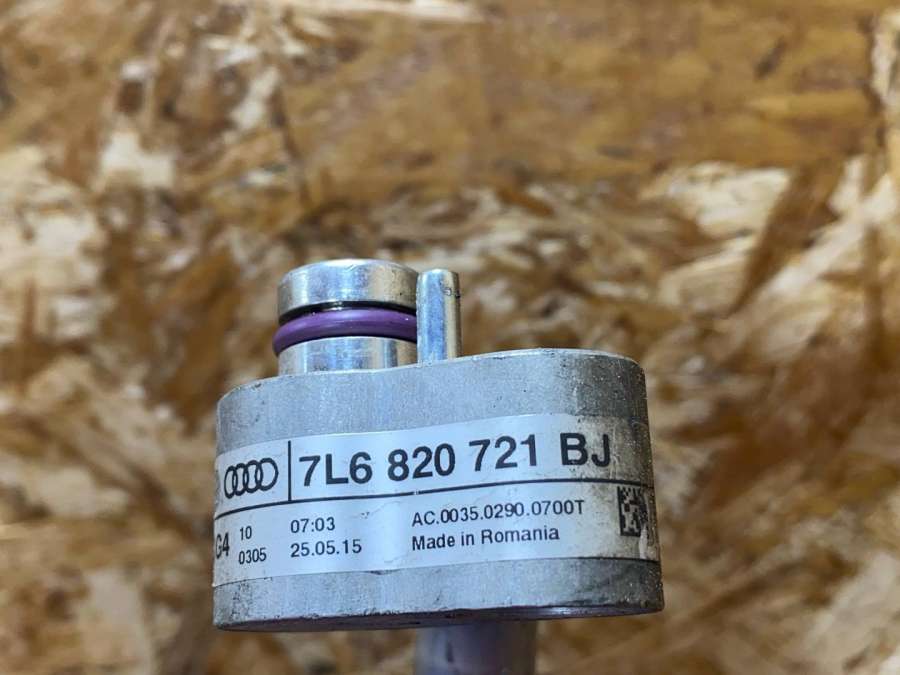 7L6 820 721 BJ
G4 10 07:03 AC.0035.0290.0700T
0305 25.05.15 Made in Romania